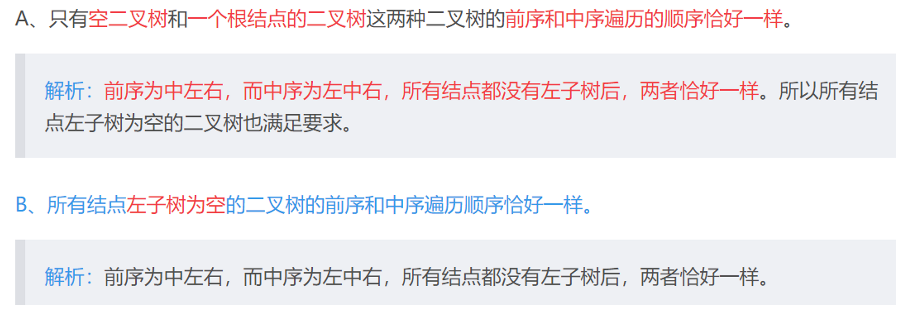 A、只有空二叉树和一个根结点的二叉树这两种二叉树的前序和中序遍历的顺序恰好一样。
解析：前序为中左右，而中序为左中右，所有结点都没有左子树后，两者恰好一样。所以所有结
点左子树为空的二叉树也满足要求。
B、所有结点左子树为空的二叉树的前序和中序遍历顺序恰好一样。
解析：前序为中左右，而中序为左中右，所有结点都没有左子树后，两者恰好一样。